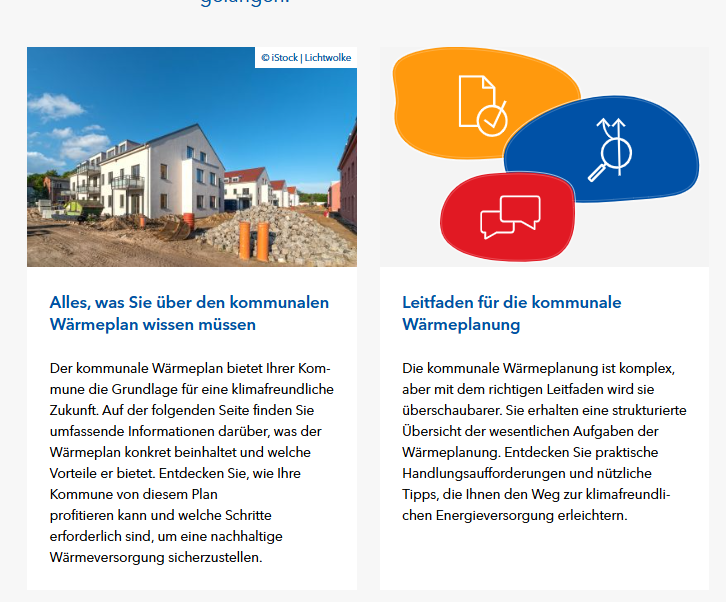 gelangen.
© iStock | Lichtwolke
Alles, was Sie über den kommunalen
Wärmeplan wissen müssen
Der kommunale Wärmeplan bietet Ihrer Kom-
mune die Grundlage für eine klimafreundliche
Zukunft. Auf der folgenden Seite finden Sie
umfassende Informationen darüber, was der
Wärmeplan konkret beinhaltet und welche
Vorteile er bietet. Entdecken Sie, wie Ihre
Kommune von diesem Plan
profitieren kann und welche Schritte
erforderlich sind, um eine nachhaltige
Wärmeversorgung sicherzustellen.
Leitfaden für die kommunale
Wärmeplanung
Die kommunale Wärmeplanung ist komplex,
aber mit dem richtigen Leitfaden wird sie
überschaubarer. Sie erhalten eine strukturierte
Übersicht der wesentlichen Aufgaben der
Wärmeplanung. Entdecken Sie praktische
Handlungsaufforderungen und nützliche
Tipps, die Ihnen den Weg zur klimafreundli-
chen Energieversorgung erleichtern.